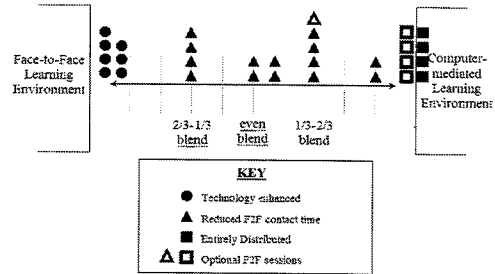 Face-to-Face
Learning
Environment
Computer-
mediated
Learning
Environment
2/3-1/3
blend
even
blend
1/3-2/3
blend
KEY
Technology enhanced
Reduced F2F contact time
Entirely Distributed
Optional F2F sessions